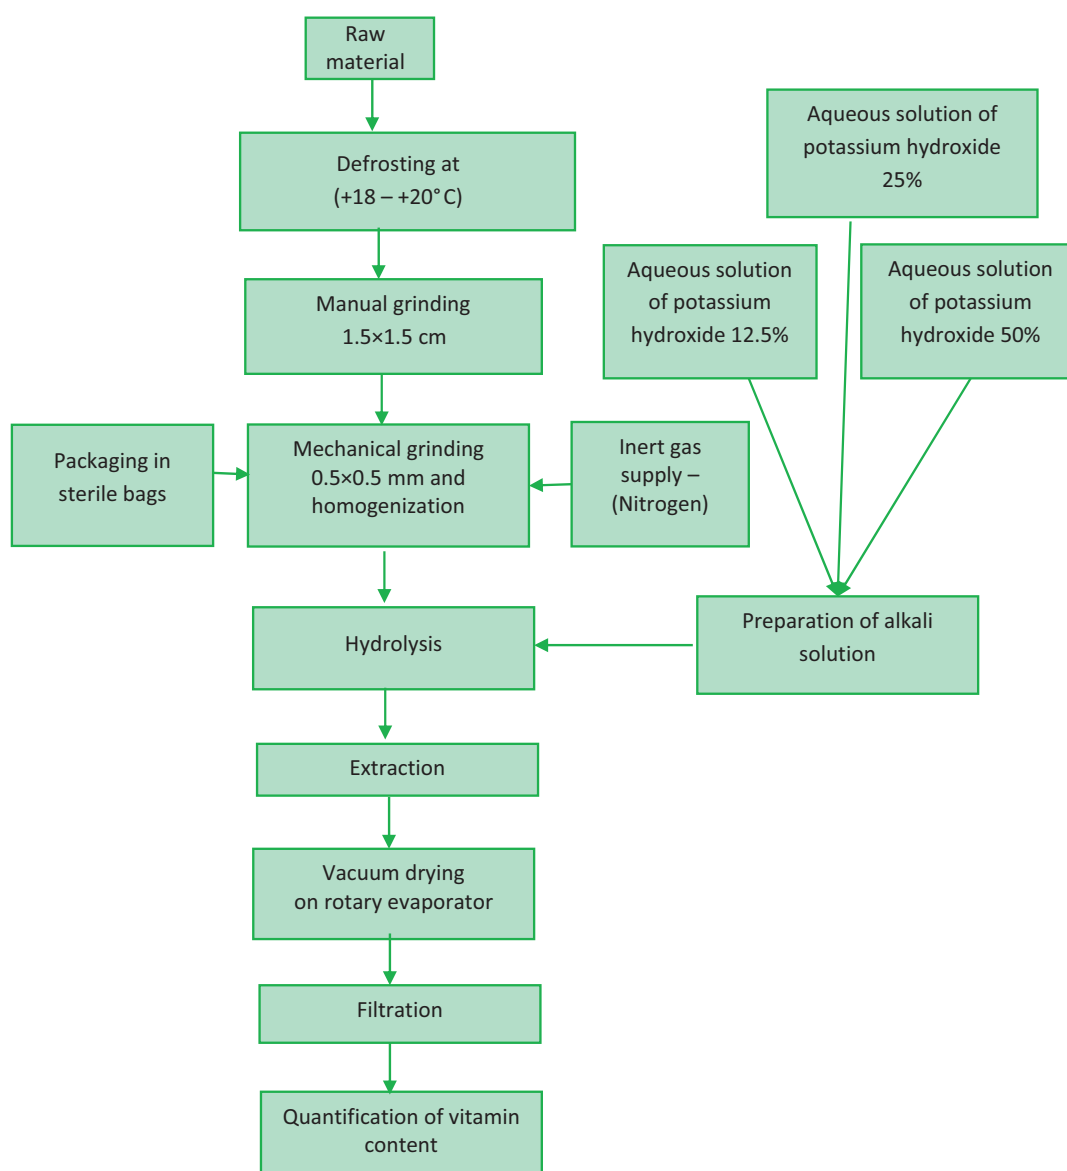 Raw
material
Defrosting at
(+18 – +20°C)
Manual grinding
1.5×1.5 cm
Packaging in
sterile bags
Mechanical grinding
0.5×0.5 mm and
homogenization
Inert gas
supply –
(Nitrogen)
Aqueous solution of
potassium hydroxide
25%
Aqueous solution
of potassium
hydroxide 12.5%
Aqueous solution
of potassium
hydroxide 50%
Preparation of alkali
solution
Hydrolysis
Extraction
Vacuum drying
on rotary evaporator
Filtration
Quantification of vitamin
content